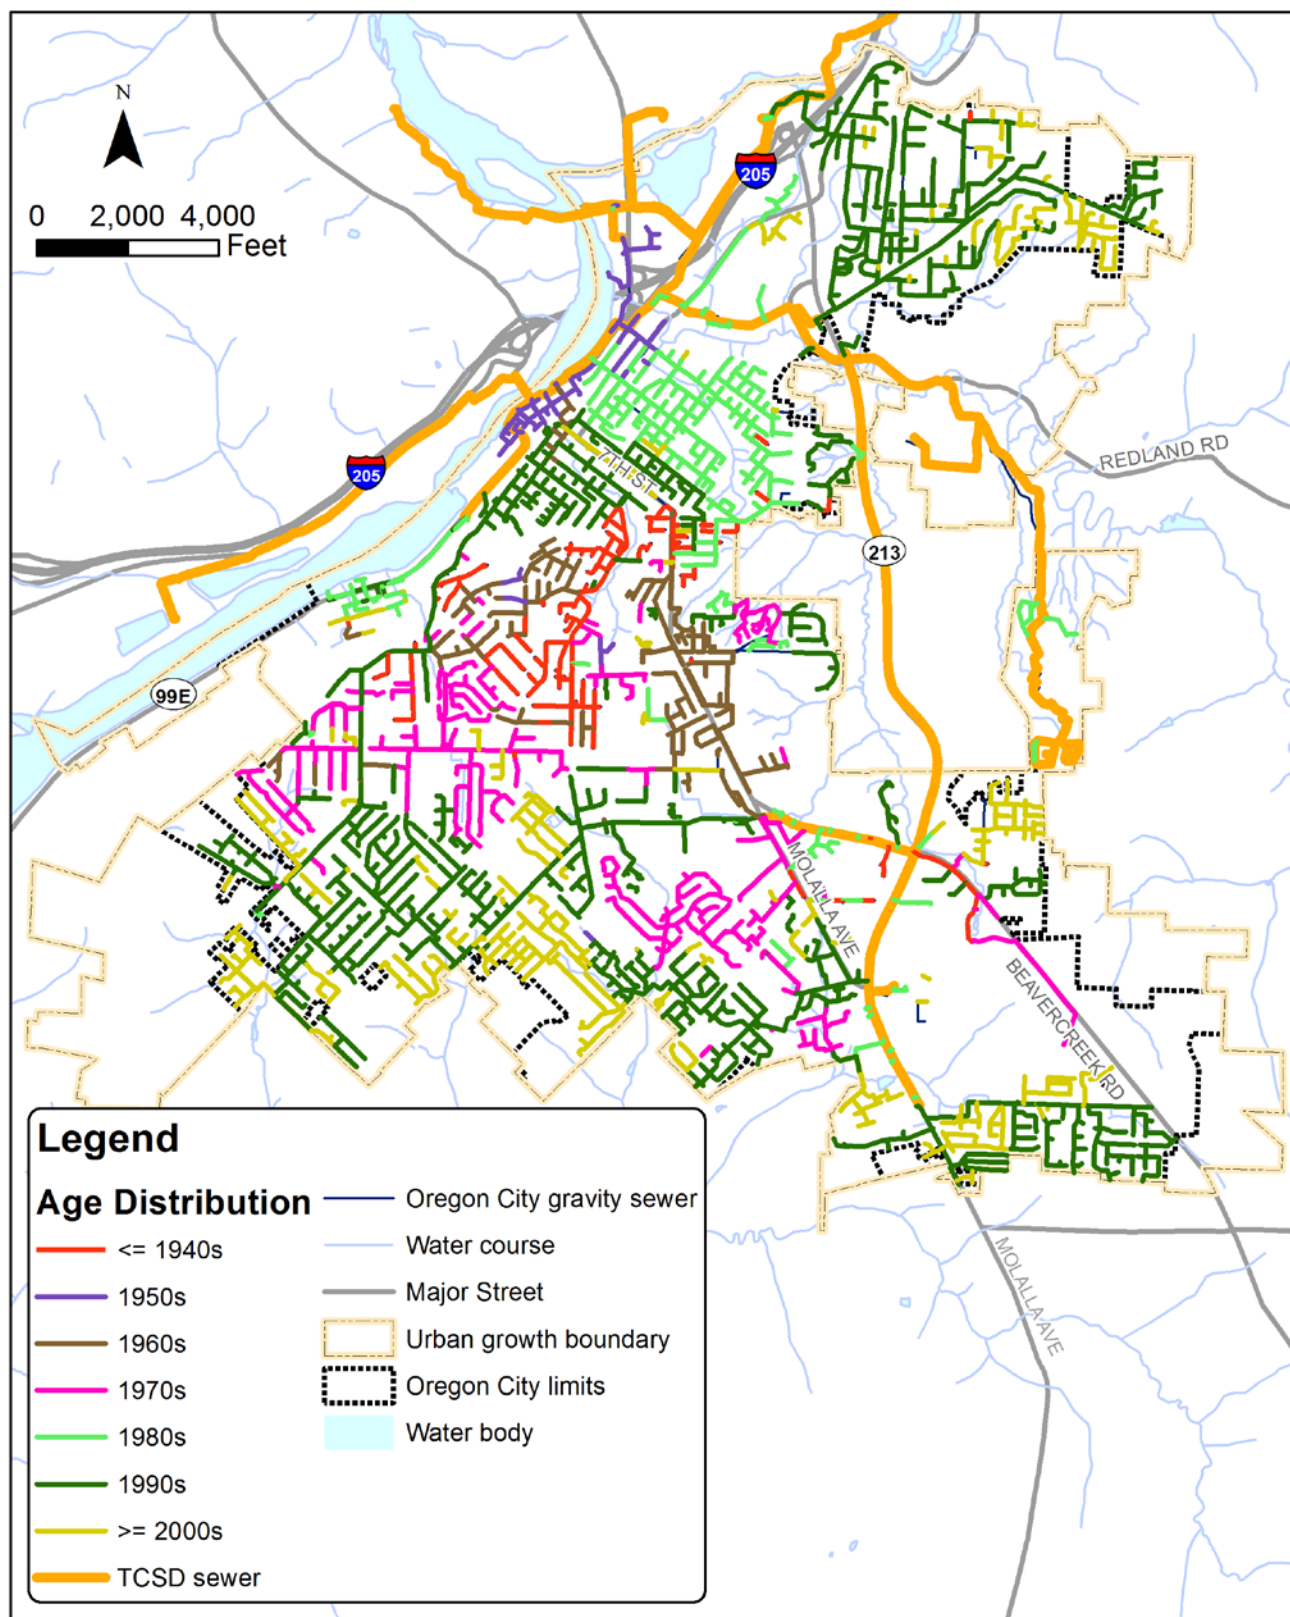 N
0 2,000 4,000
Feet
205
205
7TH ST
REDLAND RD
213
99E
MOLALLA AVE
BEAVERCREEK RD
MOLALLA AVE
Legend
Age Distribution
<= 1940s
1950s
1960s
1970s
1980s
1990s
>= 2000s
TCSD sewer
Oregon City gravity sewer
Water course
Major Street
Urban growth boundary
Oregon City limits
Water body